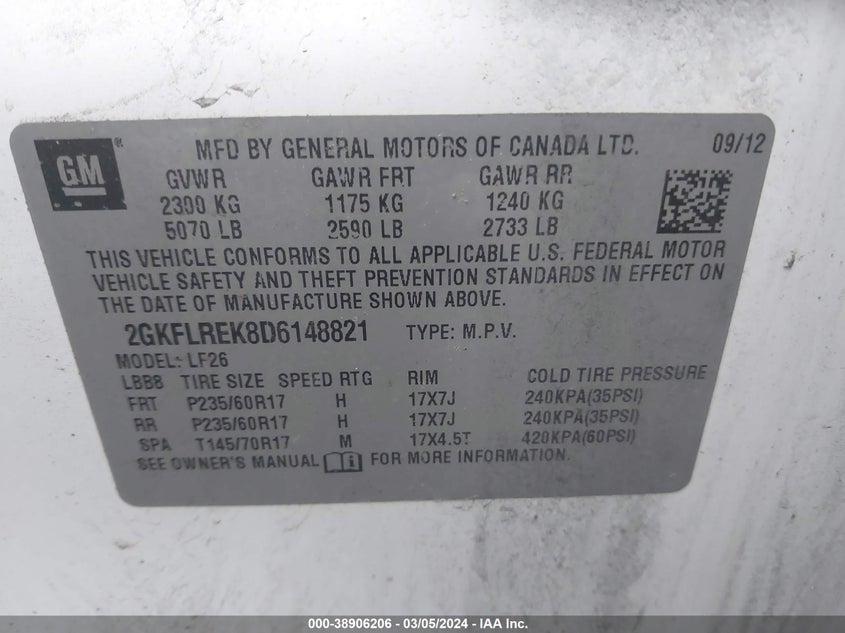 GM® MFD BY GENERAL MOTORS OF CANADA LTD. 09/12
GVWR GAWR FRT GAWR RR
2300 KG 1175 KG 1240 KG
5070 LB 2590 LB 2733 LB
THIS VEHICLE CONFORMS TO ALL APPLICABLE U.S. FEDERAL MOTOR
VEHICLE SAFETY AND THEFT PREVENTION STANDARDS IN EFFECT ON
THE DATE OF MANUFACTURE SHOWN ABOVE.
2GKFLREK8D6148821 TYPE: M.P.V.
MODEL: LF26
LBB8 TIRE SIZE SPEED RTG RIM COLD TIRE PRESSURE
FRT P235/60R17 H 17X7J 240KPA(35PSI)
RR P235/60R17 H 17X7J 240KPA(35PSI)
SPA T145/70R17 M 17X4.5T 420KPA(60PSI)
SEE OWNER'S MANUAL FOR MORE INFORMATION.
000-38906206 - 03/05/2024 - IAA Inc.